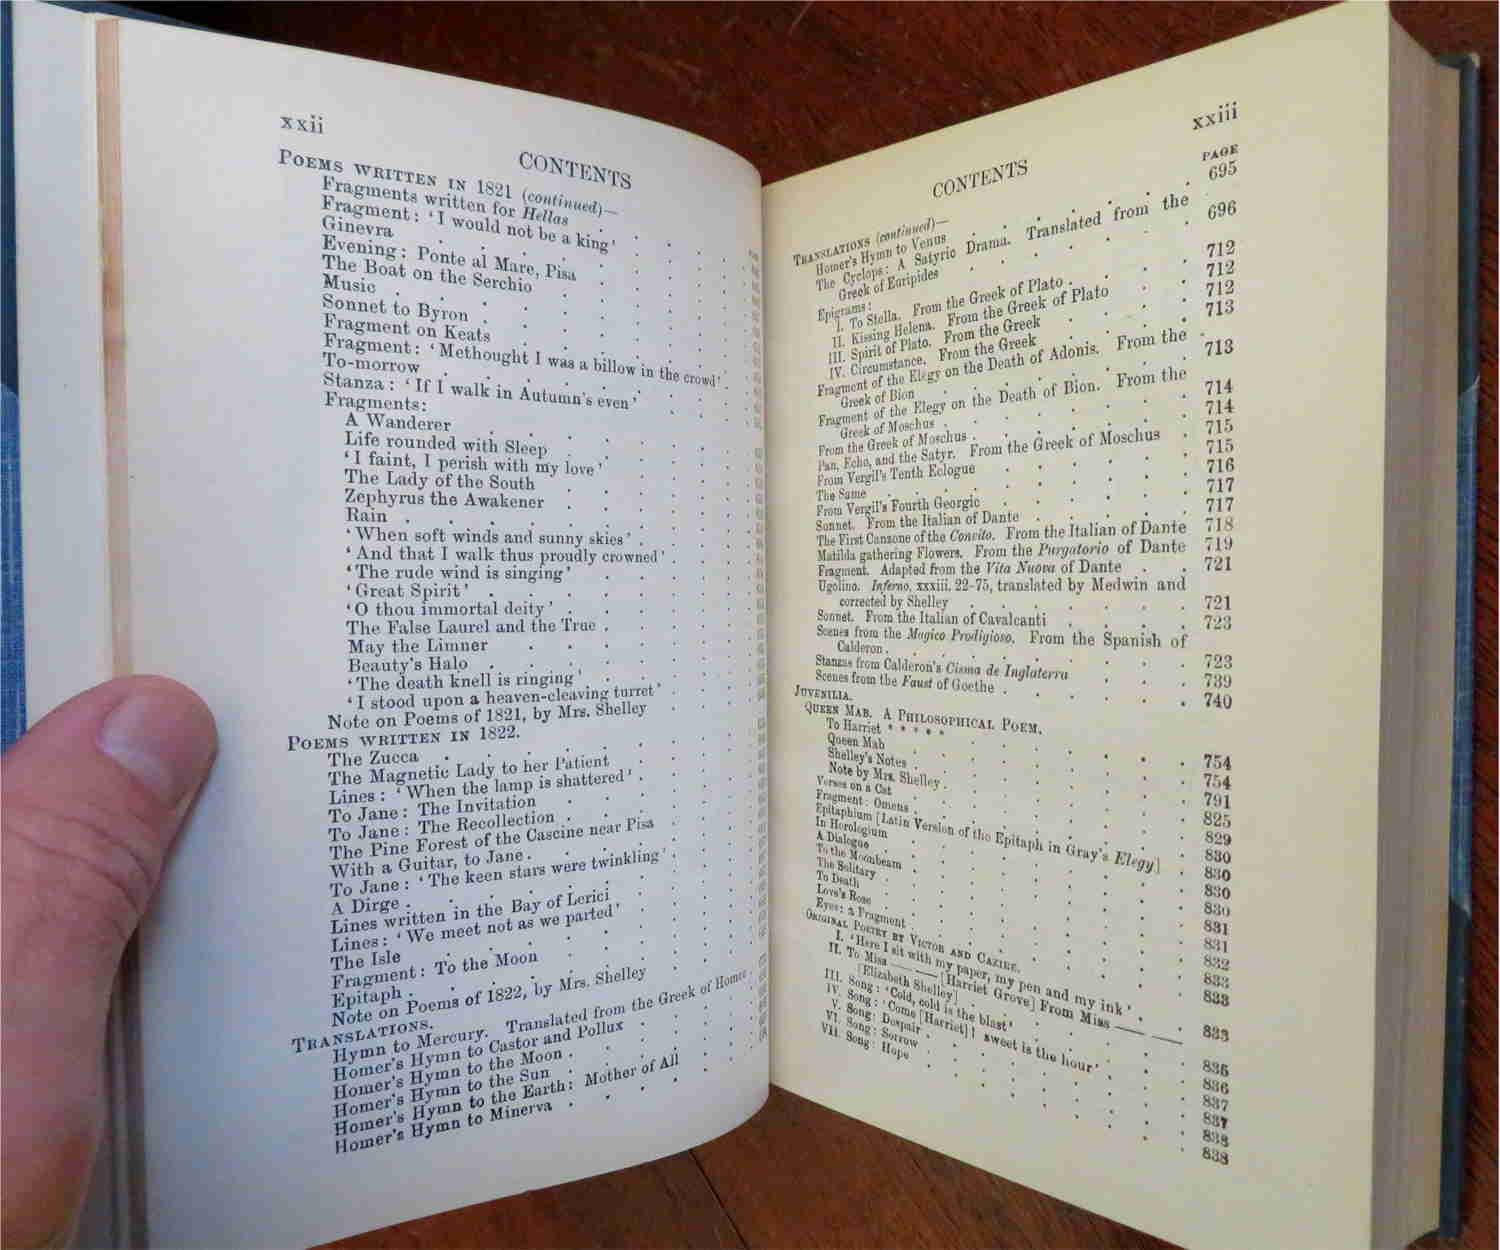 xxii
CONTENTS
POEMS WRITTEN IN 1821 (continued)—
Fragments written for Hellas
Fragment: 'I would not be a king'
Ginevra
Evening: Ponte al Mare, Pisa
The Boat on the Serchio
Music
Sonnet to Byron
Fragment on Keats
Fragment: 'Methought I was a billow in the crowd'
To-morrow
Stanza: 'If I walk in Autumn's even'
Fragments:
A Wanderer
Life rounded with Sleep
'I faint, I perish with my love'
The Lady of the South
Zephyrus the Awakener
Rain
'When soft winds and sunny skies'
'And that I walk thus proudly crowned'
'The rude wind is singing'
'Great Spirit'
'O thou immortal deity'
The False Laurel and the True
May the Limner
Beauty's Halo
'The death knell is ringing'
'I stood upon a heaven-cleaving turret'
Note on Poems of 1821, by Mrs. Shelley
POEMS WRITTEN IN 1822.
The Zucca
The Magnetic Lady to her Patient
Lines: 'When the lamp is shattered'
To Jane: The Invitation
To Jane: The Recollection
The Pine Forest of the Cascine near Pisa
With a Guitar, to Jane
To Jane: 'The keen stars were twinkling'
A Dirge
Lines written in the Bay of Lerici
Lines: 'We meet not as we parted'
The Isle
Fragment: To the Moon
Epitaph
Note on Poems of 1822, by Mrs. Shelley
TRANSLATIONS.
Hymn to Mercury. Translated from the Greek of Homer
Homer's Hymn to Castor and Pollux
Homer's Hymn to the Moon
Homer's Hymn to the Sun
Homer's Hymn to the Earth: Mother of All
Homer's Hymn to Minerva
xxiii
CONTENTS
PAGE
TRANSLATIONS (continued)—
Homer's Hymn to Venus 695
The Cyclops: A Satyric Drama. Translated from the
Greek of Euripides 696
Epigrams:
I. To Stella. From the Greek of Plato 712
II. Kissing Helena. From the Greek of Plato 712
III. Spirit of Plato. From the Greek 712
IV. Circumstance. From the Greek 713
Fragment of the Elegy on the Death of Adonis. From the
Greek of Bion 713
Fragment of the Elegy on the Death of Bion. From the
Greek of Moschus 714
From the Greek of Moschus 714
Pan, Echo, and the Satyr. From the Greek of Moschus 715
From Vergil's Tenth Eclogue 715
The Same 716
From Vergil's Fourth Georgic 717
Sonnet. From the Italian of Dante 717
The First Canzone of the Convito. From the Italian of Dante 718
Matilda gathering Flowers. From the Purgatorio of Dante 719
Fragment. Adapted from the Vita Nuova of Dante 721
Ugolino. Inferno, xxxiii. 22-75, translated by Medwin and
corrected by Shelley 721
Sonnet. From the Italian of Cavalcanti 723
Scenes from the Magico Prodigioso. From the Spanish of
Calderon 723
Stanzas from Calderon's Cisma de Inglaterra 739
Scenes from the Faust of Goethe 740
JUVENILIA.
QUEEN MAB. A PHILOSOPHICAL POEM.
To Harriet * * * * * 754
Queen Mab 754
Shelley's Notes 791
Note by Mrs. Shelley 825
Verses on a Cat 829
Fragment: Omens 830
Epitaphium [Latin Version of the Epitaph in Gray's Elegy] 830
In Horologium 830
A Dialogue 830
To the Moonbeam 831
The Solitary 831
To Death 832
Love's Rose 833
Eyes: a Fragment 833
ORIGINAL POETRY BY VICTOR AND CAZIRE.
I. 'Here I sit with my paper, my pen and my ink' 833
II. To Miss — — [Harriet Grove] From Miss — —
[Elizabeth Shelley] 835
III. Song: 'Cold, cold is the blast' 836
IV. Song: 'Come [Harriet]! sweet is the hour' 837
V. Song: Despair 837
VI. Song: Sorrow 838
VII. Song: Hope 838